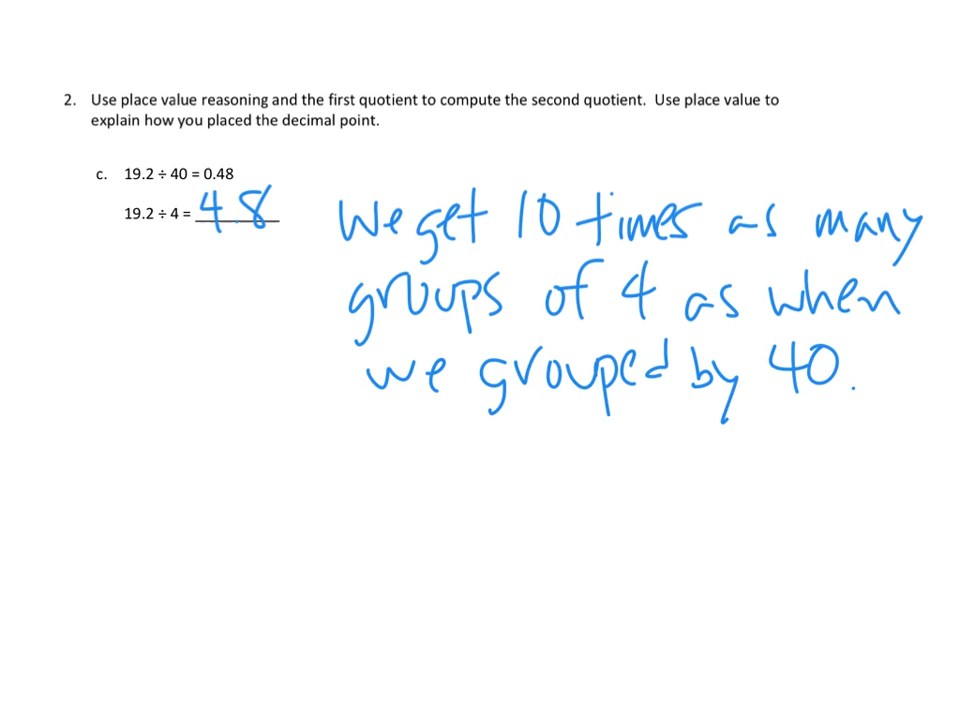 2. Use place value reasoning and the first quotient to compute the second quotient. Use place value to
explain how you placed the decimal point.
c. 19.2 ÷ 40 = 0.48
19.2 ÷ 4 = 4.8
We get 10 times as many
groups of 4 as when
we grouped by 40.